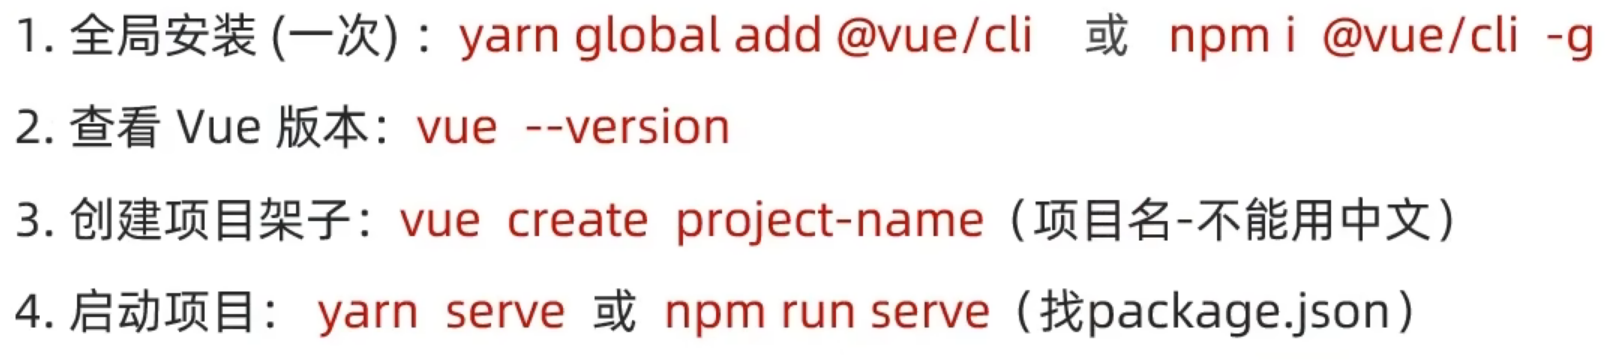 1. 全局安装 (一次) ：yarn global add @vue/cli 或 npm i @vue/cli -g
2. 查看 Vue 版本：vue --version
3. 创建项目架子：vue create project-name（项目名-不能用中文）
4. 启动项目： yarn serve 或 npm run serve（找package.json）